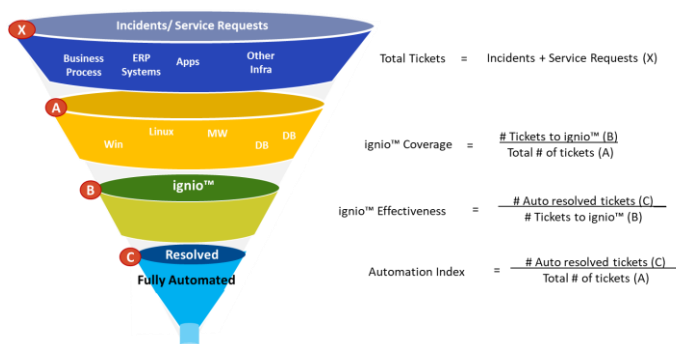 X
Incidents/ Service Requests
Business
Process
ERP
Systems
Apps
Other
Infra
A
Win
Linux
MW
DB
DB
B
ignio™
C
Resolved
Fully Automated
Total Tickets = Incidents + Service Requests (X)
ignio™ Coverage = # Tickets to ignio™ (B)
Total # of tickets (A)
ignio™ Effectiveness = # Auto resolved tickets (C)
# Tickets to ignio™ (B)
Automation Index = # Auto resolved tickets (C)
Total # of tickets (A)